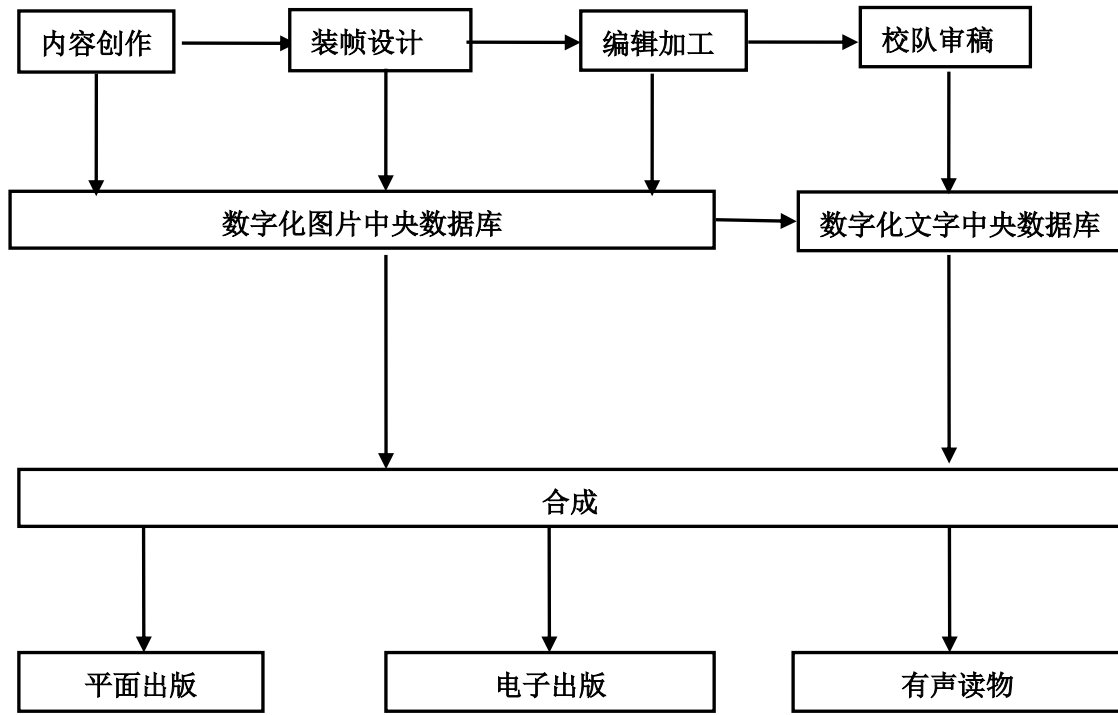 内容创作
装帧设计
编辑加工
校队审稿
数字化图片中央数据库
数字化文字中央数据库
合成
平面出版
电子出版
有声读物